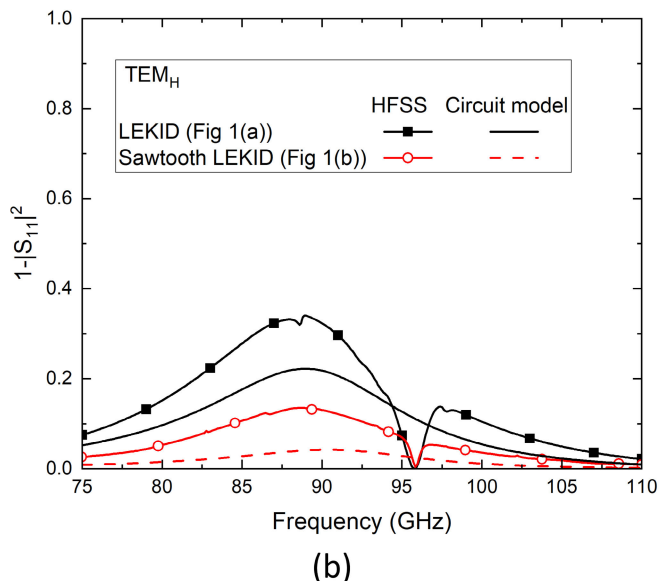 1.0
0.8
0.6
0.4
0.2
0.0
1-|S₁₁|²
TEM_H
HFSS Circuit model
LEKID (Fig 1(a))
Sawtooth LEKID (Fig 1(b))
75 80 85 90 95 100 105 110
Frequency (GHz)
(b)